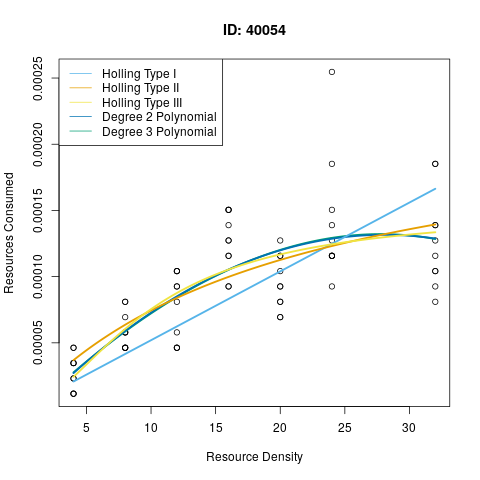 ID: 40054
Holling Type I
Holling Type II
Holling Type III
Degree 2 Polynomial
Degree 3 Polynomial
Resources Consumed
0.00025
0.00020
0.00015
0.00010
0.00005
5 10 15 20 25 30
Resource Density